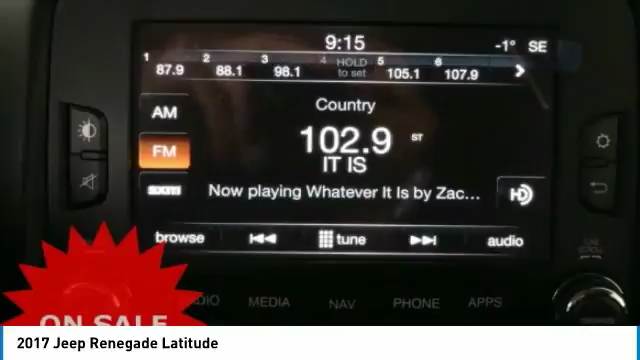 9:15 -1° SE
1 2 3 4 HOLD 5 6
87.9 88.1 98.1 to set 105.1 107.9
Country
AM
102.9 ST
FM
IT IS
sxm
Now playing Whatever It Is by Zac...
HD
browse tune audio
MEDIA NAV PHONE APPS
ON SALE
2017 Jeep Renegade Latitude